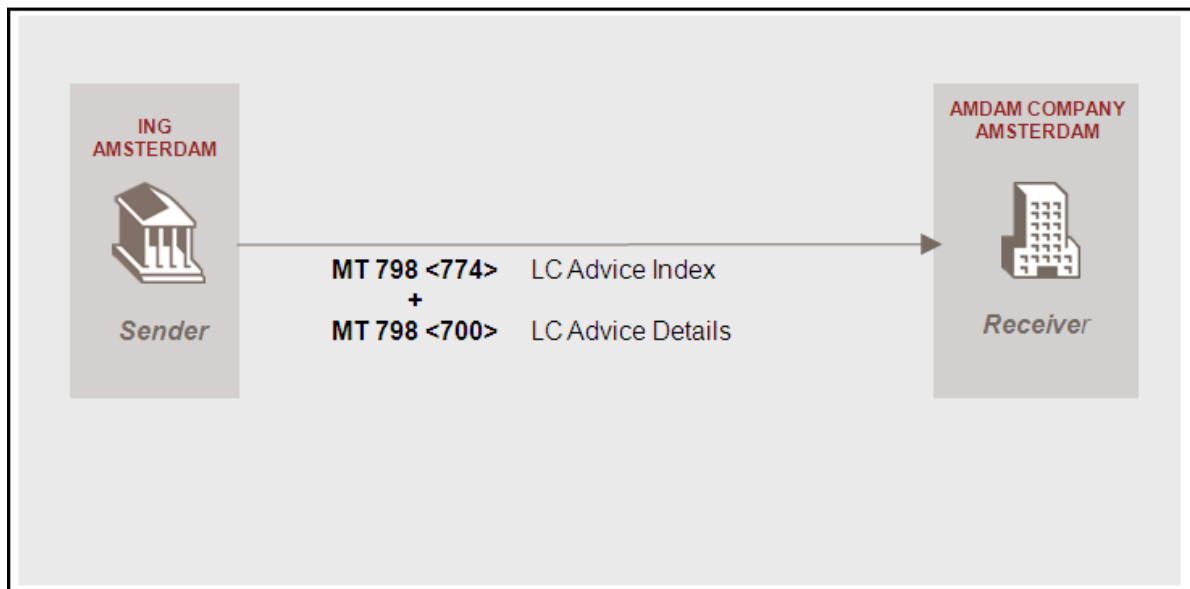 ING
AMSTERDAM
Sender
MT 798 <774> LC Advice Index
+
MT 798 <700> LC Advice Details
AMDAM COMPANY
AMSTERDAM
Receiver